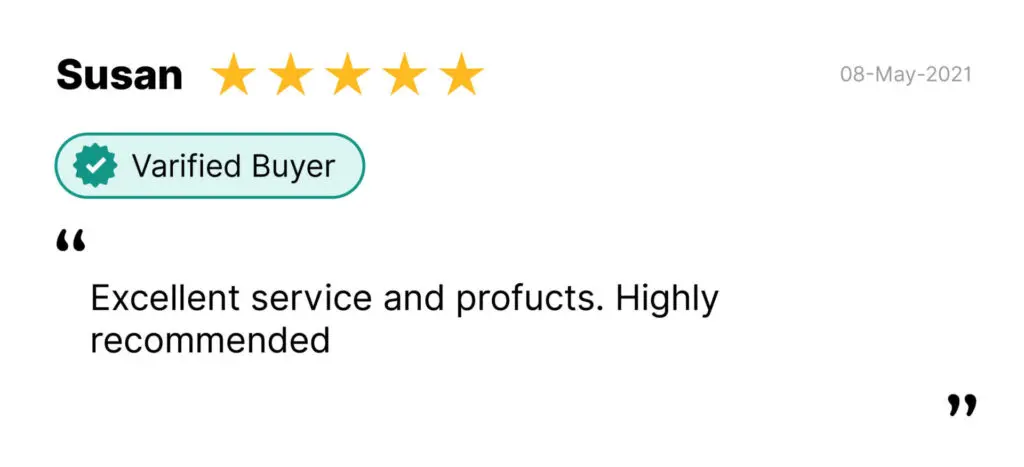 Susan
08-May-2021
Varified Buyer
“
Excellent service and profucts. Highly
recommended
”